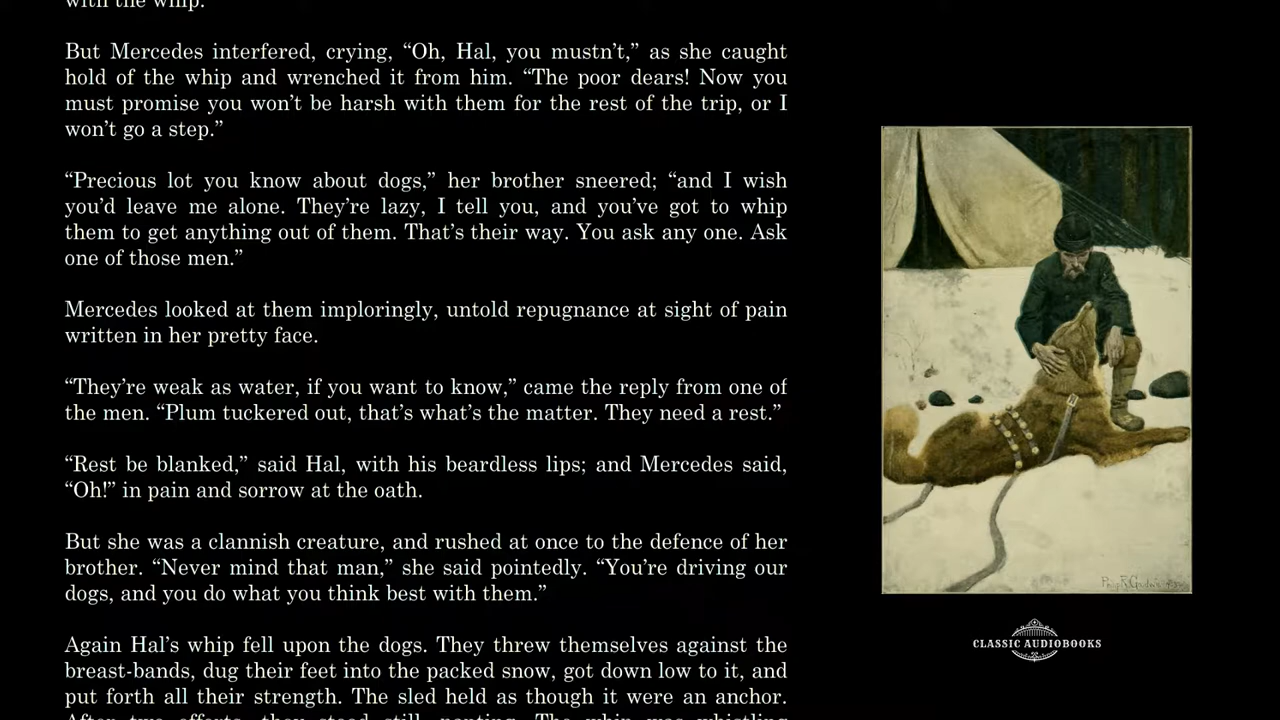 with the whip.
But Mercedes interfered, crying, “Oh, Hal, you mustn’t,” as she caught
hold of the whip and wrenched it from him. “The poor dears! Now you
must promise you won’t be harsh with them for the rest of the trip, or I
won’t go a step.”
“Precious lot you know about dogs,” her brother sneered; “and I wish
you’d leave me alone. They’re lazy, I tell you, and you’ve got to whip
them to get anything out of them. That’s their way. You ask any one. Ask
one of those men.”
Mercedes looked at them imploringly, untold repugnance at sight of pain
written in her pretty face.
“They’re weak as water, if you want to know,” came the reply from one of
the men. “Plum tuckered out, that’s what’s the matter. They need a rest.”
“Rest be blanked,” said Hal, with his beardless lips; and Mercedes said,
“Oh!” in pain and sorrow at the oath.
But she was a clannish creature, and rushed at once to the defence of her
brother. “Never mind that man,” she said pointedly. “You’re driving our
dogs, and you do what you think best with them.”
Again Hal’s whip fell upon the dogs. They threw themselves against the
breast-bands, dug their feet into the packed snow, got down low to it, and
put forth all their strength. The sled held as though it were an anchor.
After two efforts, they stood still, panting. The whip was whistling
CLASSIC AUDIOBOOKS